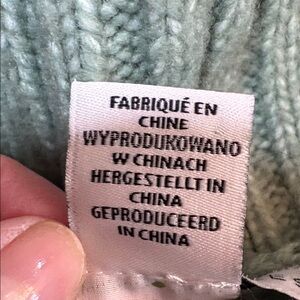 FABRIQUÉ EN
CHINE
WYPRODUKOWANO
W CHINACH
HERGESTELLT IN
CHINA
GEPRODUCEERD
IN CHINA